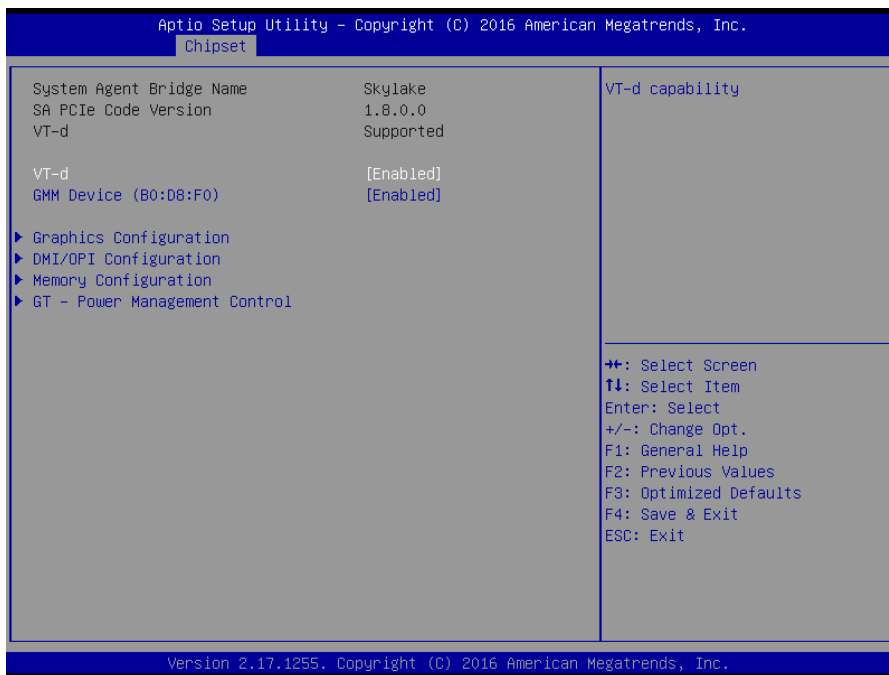 Aptio Setup Utility – Copyright (C) 2016 American Megatrends, Inc.
Chipset
System Agent Bridge Name Skylake
SA PCIe Code Version 1.8.0.0
VT-d Supported
VT-d [Enabled]
GMM Device (B0:D8:F0) [Enabled]
Graphics Configuration
DMI/OPI Configuration
Memory Configuration
GT – Power Management Control
VT-d capability
→←: Select Screen
↑↓: Select Item
Enter: Select
+/-: Change Opt.
F1: General Help
F2: Previous Values
F3: Optimized Defaults
F4: Save & Exit
ESC: Exit
Version 2.17.1255. Copyright (C) 2016 American Megatrends, Inc.